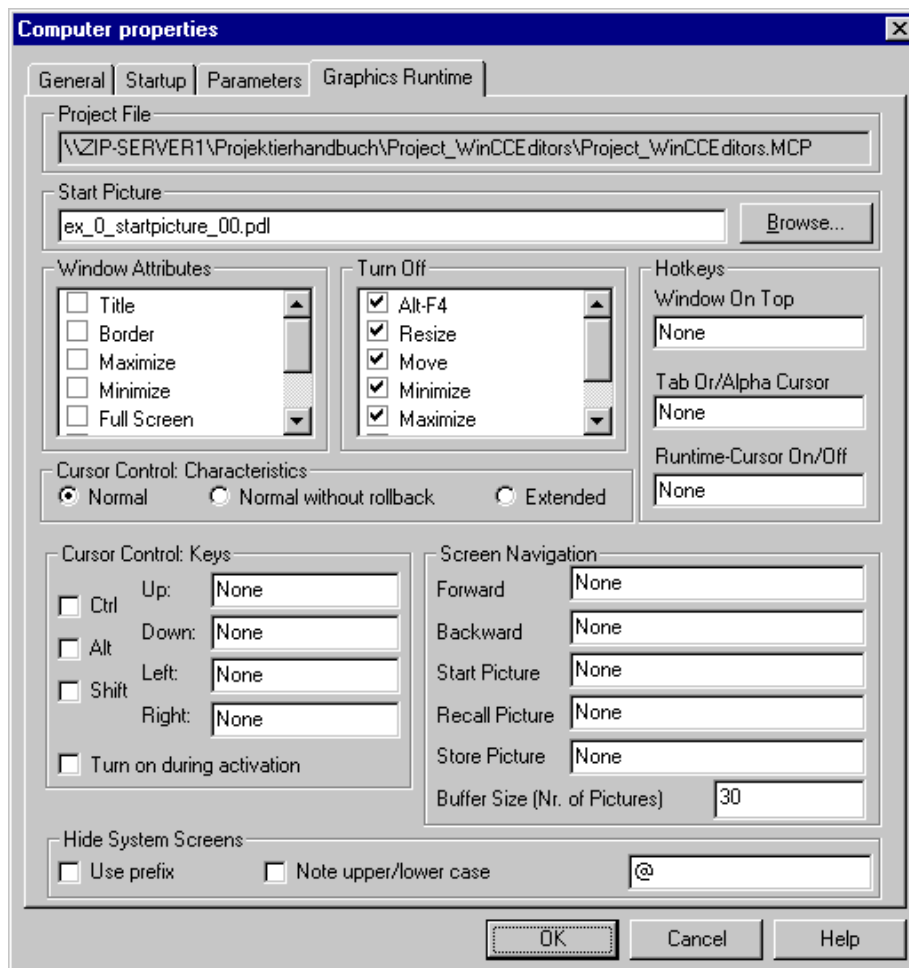 Computer properties
General Startup Parameters Graphics Runtime
Project File
\\ZIP-SERVER1\Projektierhandbuch\Project_WinCCEditors\Project_WinCCEditors.MCP
Start Picture
ex_0_startpicture_00.pdl
Browse...
Window Attributes
Title
Border
Maximize
Minimize
Full Screen
Turn Off
Alt-F4
Resize
Move
Minimize
Maximize
Hotkeys
Window On Top
None
Tab Or/Alpha Cursor
None
Runtime-Cursor On/Off
None
Cursor Control: Characteristics
Normal Normal without rollback Extended
Cursor Control: Keys
Ctrl
Alt
Shift
Up: None
Down: None
Left: None
Right: None
Turn on during activation
Screen Navigation
Forward None
Backward None
Start Picture None
Recall Picture None
Store Picture None
Buffer Size (Nr. of Pictures) 30
Hide System Screens
Use prefix Note upper/lower case @
OK Cancel Help